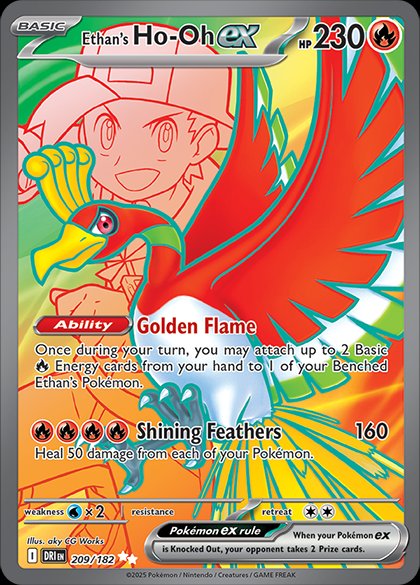 BASIC
Ethan's Ho-Oh ex HP 230
Ability Golden Flame
Once during your turn, you may attach up to 2 Basic
Energy cards from your hand to 1 of your Benched
Ethan's Pokémon.
Shining Feathers 160
Heal 50 damage from each of your Pokémon.
weakness ×2 resistance retreat
Pokémon ex rule When your Pokémon ex
is Knocked Out, your opponent takes 2 Prize cards.
Illus. aky CG Works
I DRI EN 209/182
©2025 Pokémon / Nintendo / Creatures / GAME FREAK